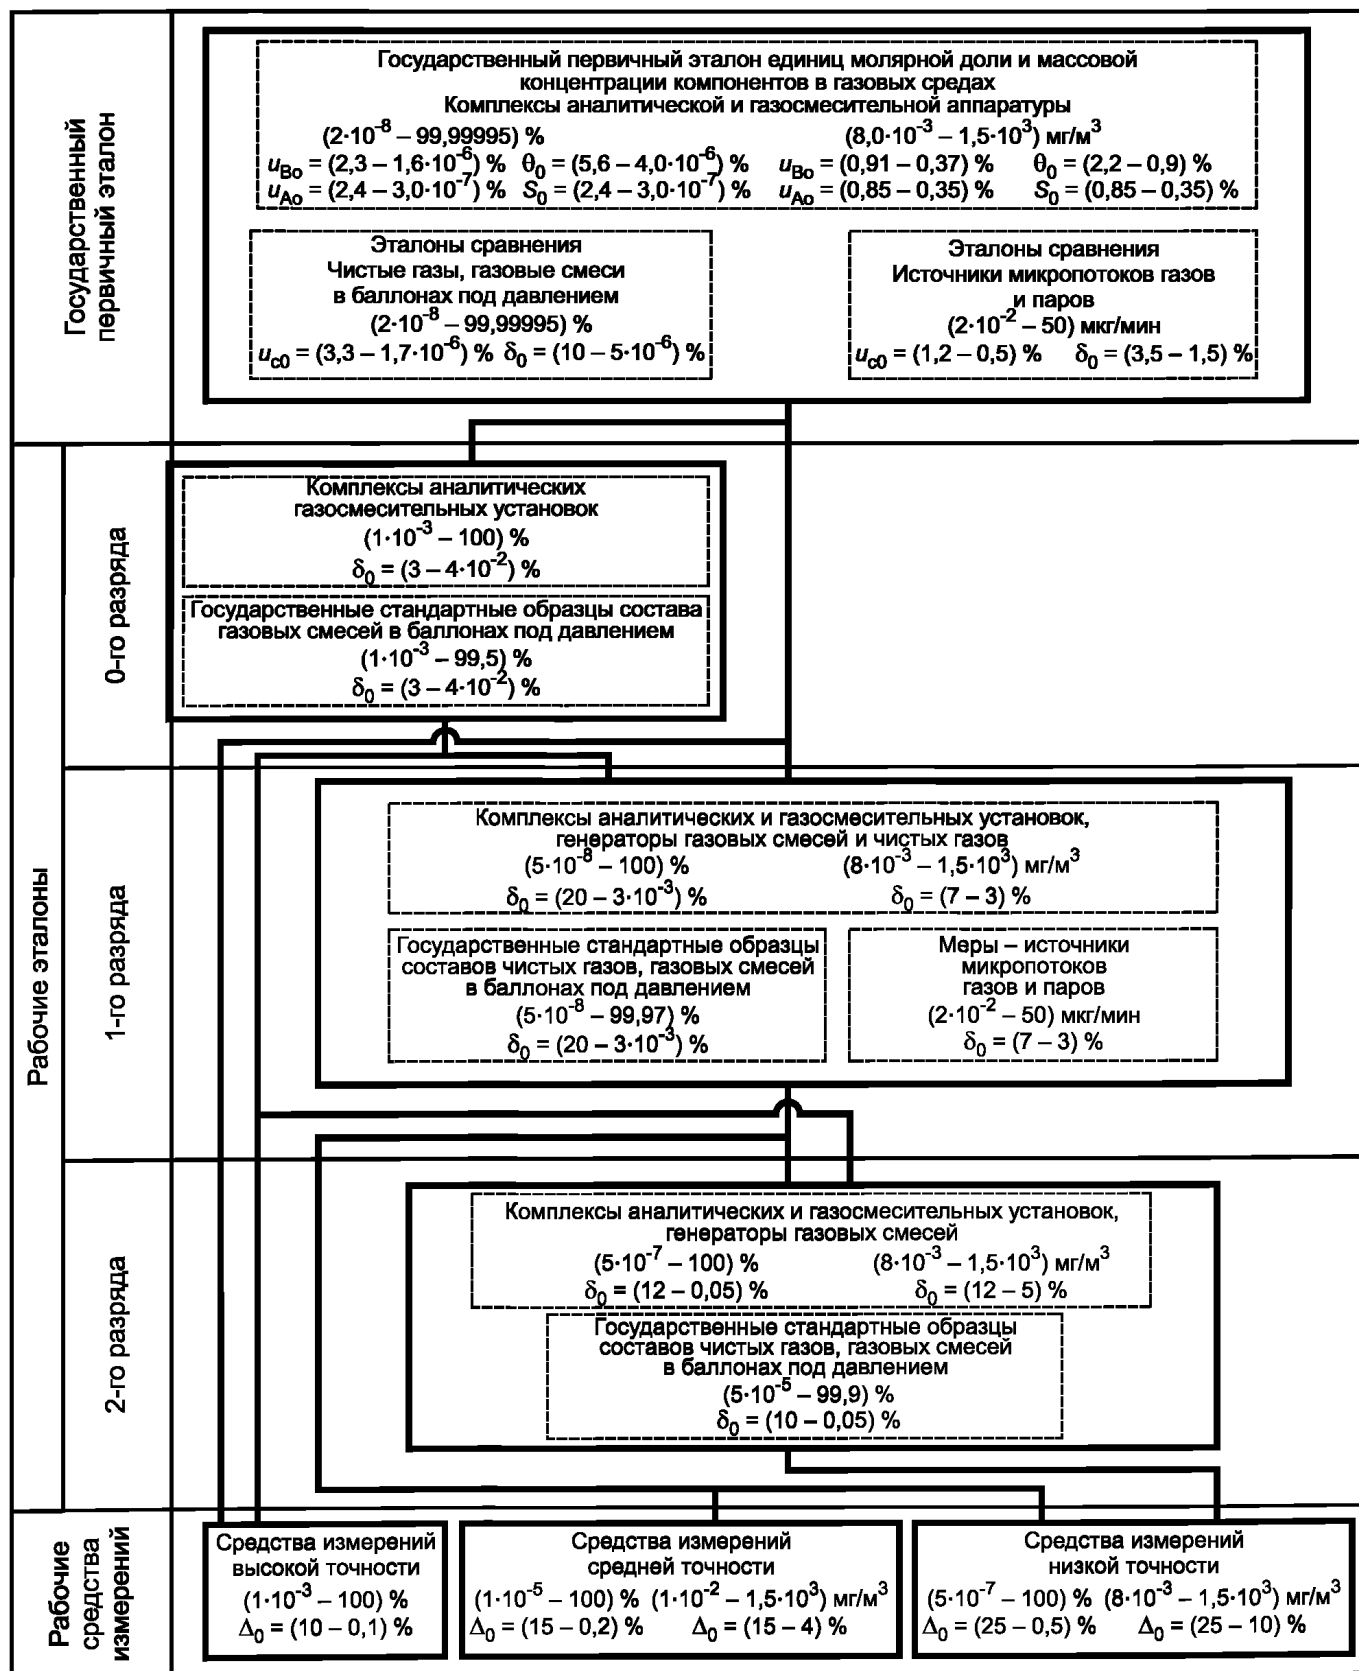 Государственный
первичный эталон
Государственный первичный эталон единиц молярной доли и массовой
концентрации компонентов в газовых средах
Комплексы аналитической и газосмесительной аппаратуры
(2·10⁻⁸ – 99,99995) % (8,0·10⁻³ – 1,5·10³) мг/м³
u_Bo = (2,3 – 1,6·10⁻⁶) % θ₀ = (5,6 – 4,0·10⁻⁶) % u_Bo = (0,91 – 0,37) % θ₀ = (2,2 – 0,9) %
u_Ao = (2,4 – 3,0·10⁻⁷) % S₀ = (2,4 – 3,0·10⁻⁷) % u_Ao = (0,85 – 0,35) % S₀ = (0,85 – 0,35) %
Эталоны сравнения
Чистые газы, газовые смеси
в баллонах под давлением
(2·10⁻⁸ – 99,99995) %
u_c0 = (3,3 – 1,7·10⁻⁶) % δ₀ = (10 – 5·10⁻⁶) %
Эталоны сравнения
Источники микропотоков газов
и паров
(2·10⁻² – 50) мкг/мин
u_c0 = (1,2 – 0,5) % δ₀ = (3,5 – 1,5) %
Рабочие эталоны
0-го разряда
Комплексы аналитических
газосмесительных установок
(1·10⁻³ – 100) %
δ₀ = (3 – 4·10⁻²) %
Государственные стандартные образцы состава
газовых смесей в баллонах под давлением
(1·10⁻³ – 99,5) %
δ₀ = (3 – 4·10⁻²) %
1-го разряда
Комплексы аналитических и газосмесительных установок,
генераторы газовых смесей и чистых газов
(5·10⁻⁸ – 100) % (8·10⁻³ – 1,5·10³) мг/м³
δ₀ = (20 – 3·10⁻³) % δ₀ = (7 – 3) %
Государственные стандартные образцы
составов чистых газов, газовых смесей
в баллонах под давлением
(5·10⁻⁸ – 99,97) %
δ₀ = (20 – 3·10⁻³) %
Меры – источники
микропотоков
газов и паров
(2·10⁻² – 50) мкг/мин
δ₀ = (7 – 3) %
2-го разряда
Комплексы аналитических и газосмесительных установок,
генераторы газовых смесей
(5·10⁻⁷ – 100) % (8·10⁻³ – 1,5·10³) мг/м³
δ₀ = (12 – 0,05) % δ₀ = (12 – 5) %
Государственные стандартные образцы
составов чистых газов, газовых смесей
в баллонах под давлением
(5·10⁻⁵ – 99,9) %
δ₀ = (10 – 0,05) %
Рабочие
средства
измерений
Средства измерений
высокой точности
(1·10⁻³ – 100) %
Δ₀ = (10 – 0,1) %
Средства измерений
средней точности
(1·10⁻⁵ – 100) % (1·10⁻² – 1,5·10³) мг/м³
Δ₀ = (15 – 0,2) % Δ₀ = (15 – 4) %
Средства измерений
низкой точности
(5·10⁻⁷ – 100) % (8·10⁻³ – 1,5·10³) мг/м³
Δ₀ = (25 – 0,5) % Δ₀ = (25 – 10) %